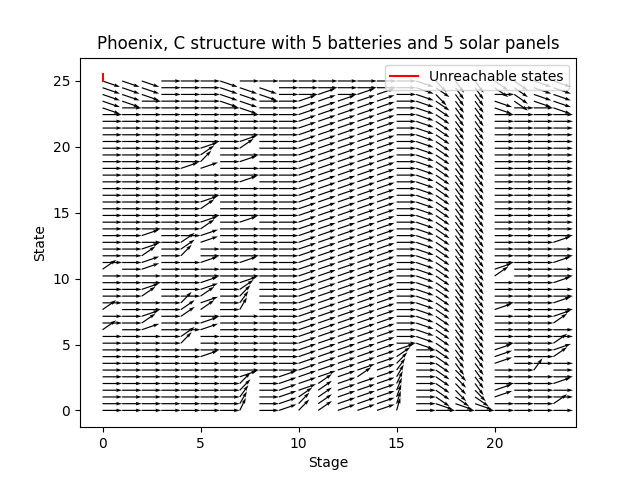 Phoenix, C structure with 5 batteries and 5 solar panels
Unreachable states
25
20
15
10
5
0
State
0 5 10 15 20
Stage